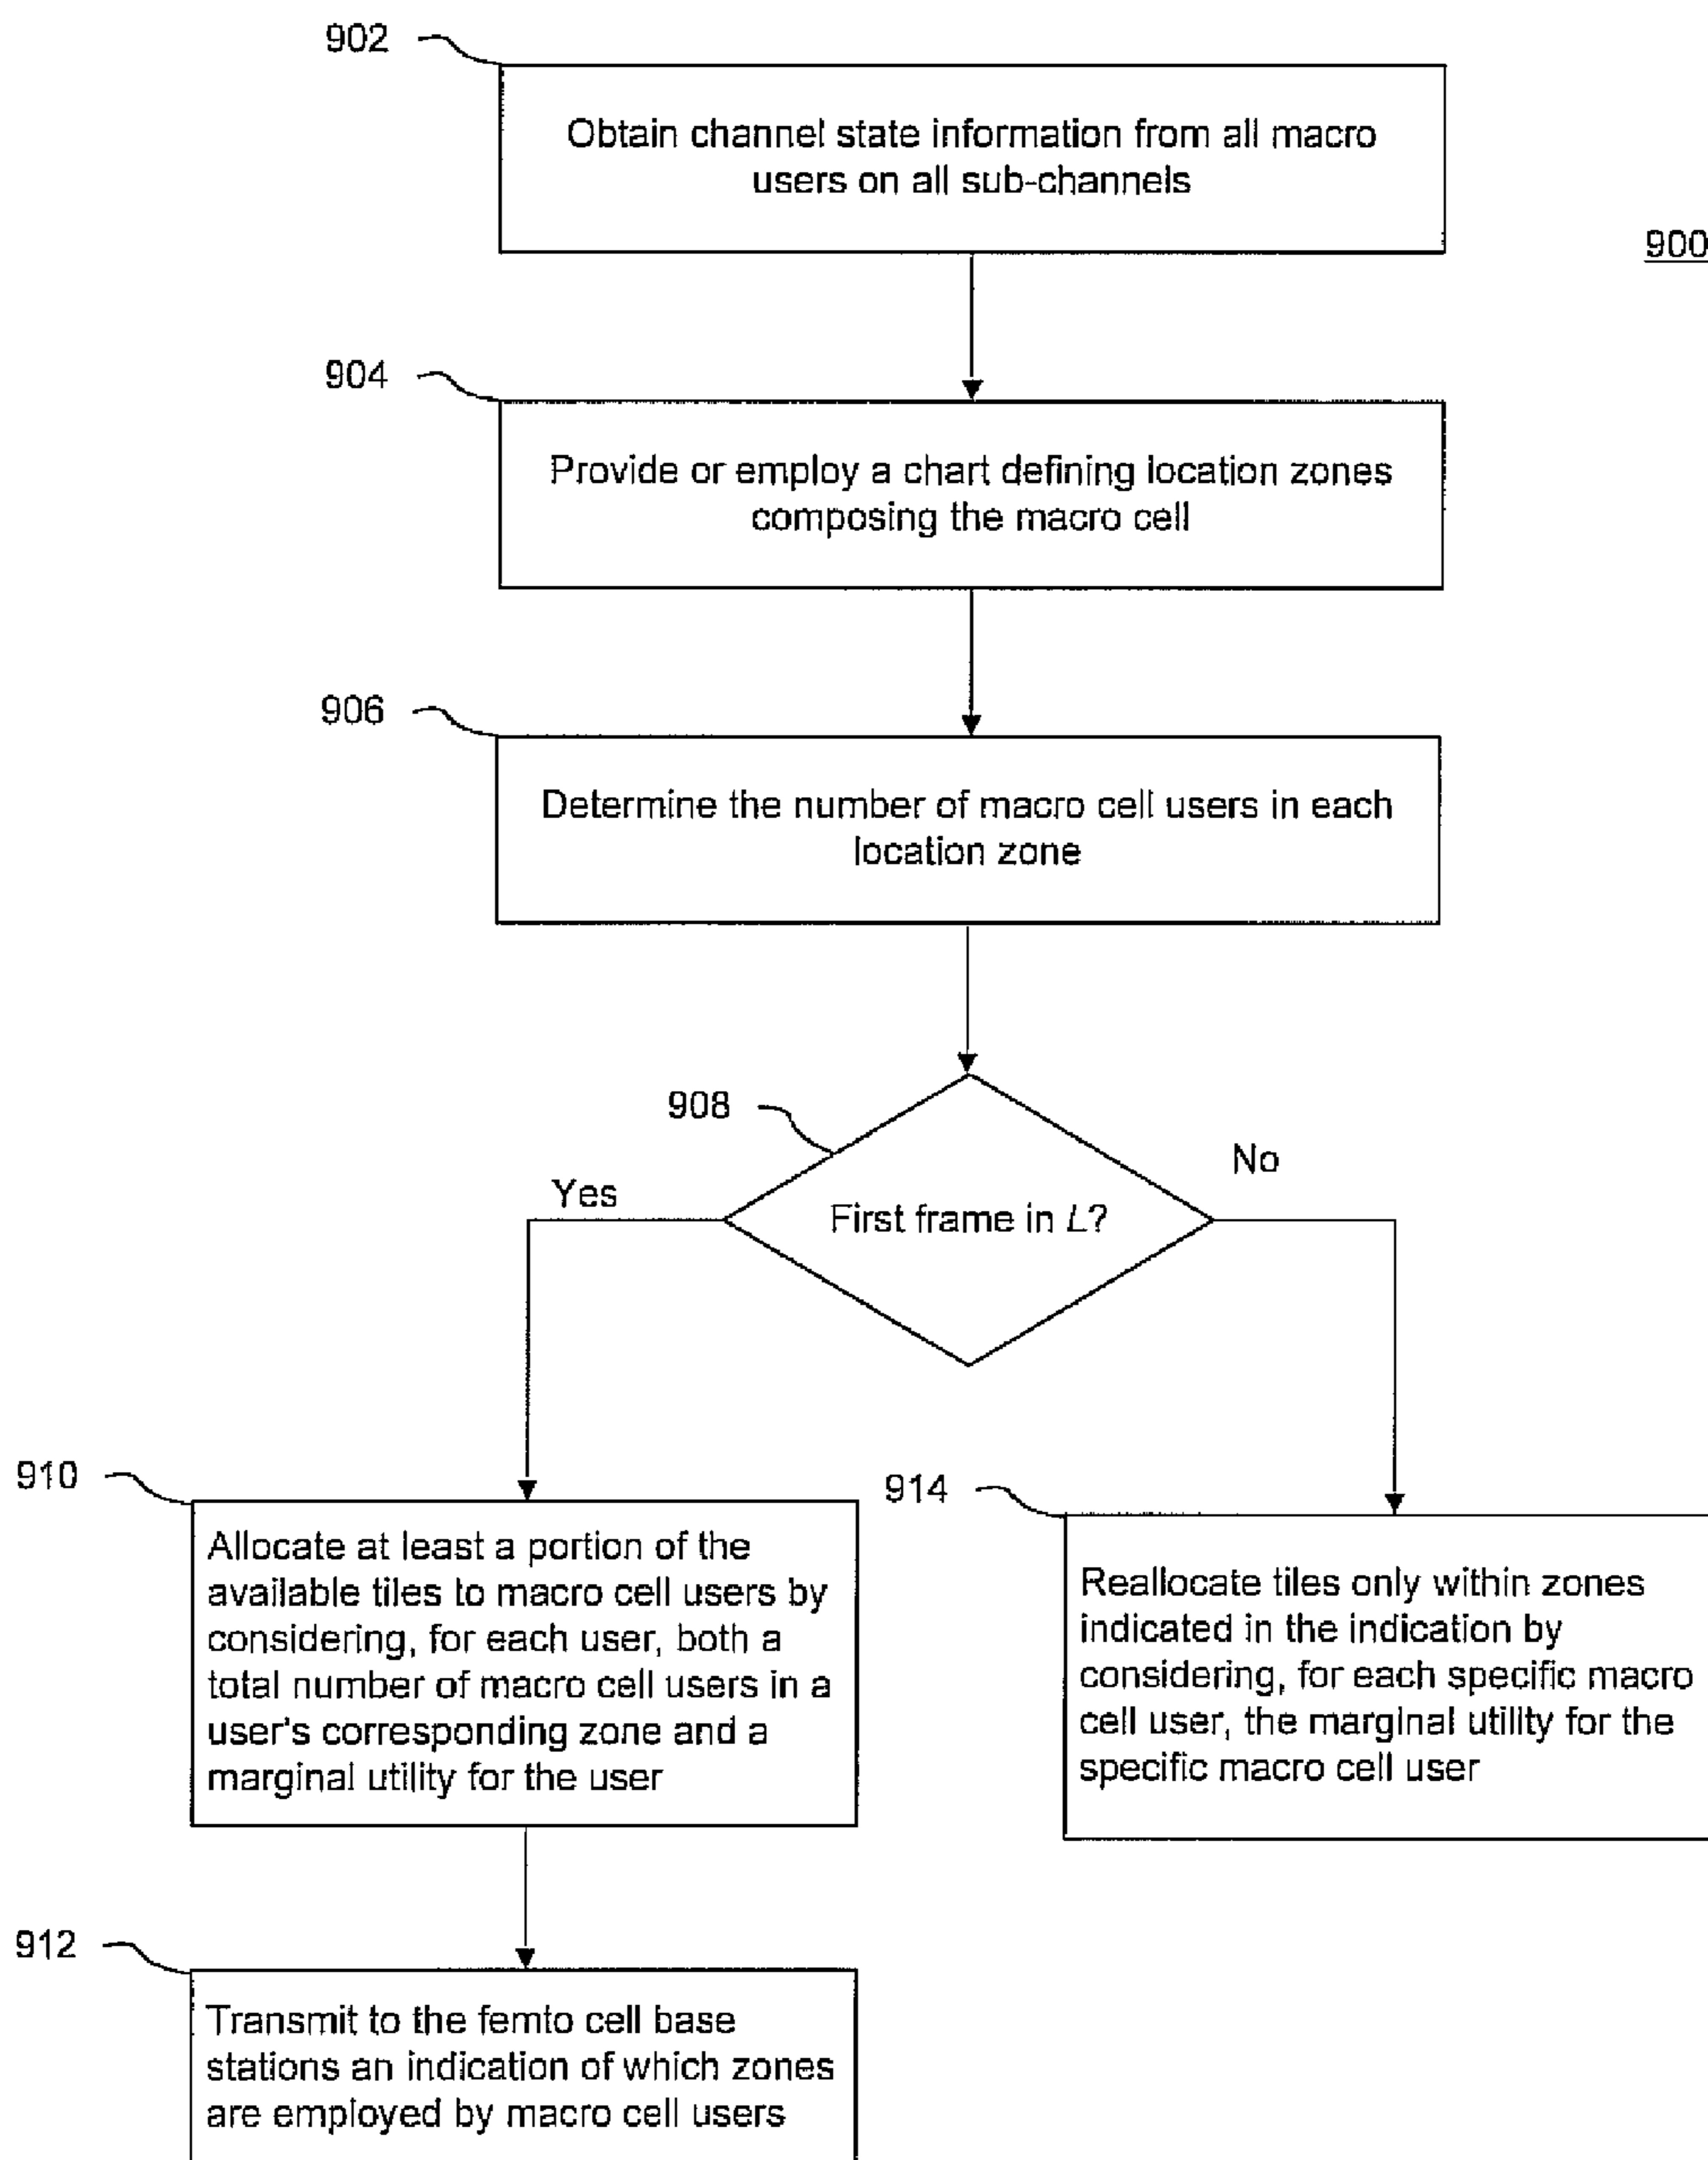 902
Obtain channel state information from all macro
users on all sub-channels
900
904
Provide or employ a chart defining location zones
composing the macro cell
906
Determine the number of macro cell users in each
location zone
908
First frame in L?
Yes
No
910
Allocate at least a portion of the
available tiles to macro cell users by
considering, for each user, both a
total number of macro cell users in a
user's corresponding zone and a
marginal utility for the user
914
Reallocate tiles only within zones
indicated in the indication by
considering, for each specific macro
cell user, the marginal utility for the
specific macro cell user
912
Transmit to the femto cell base
stations an indication of which zones
are employed by macro cell users